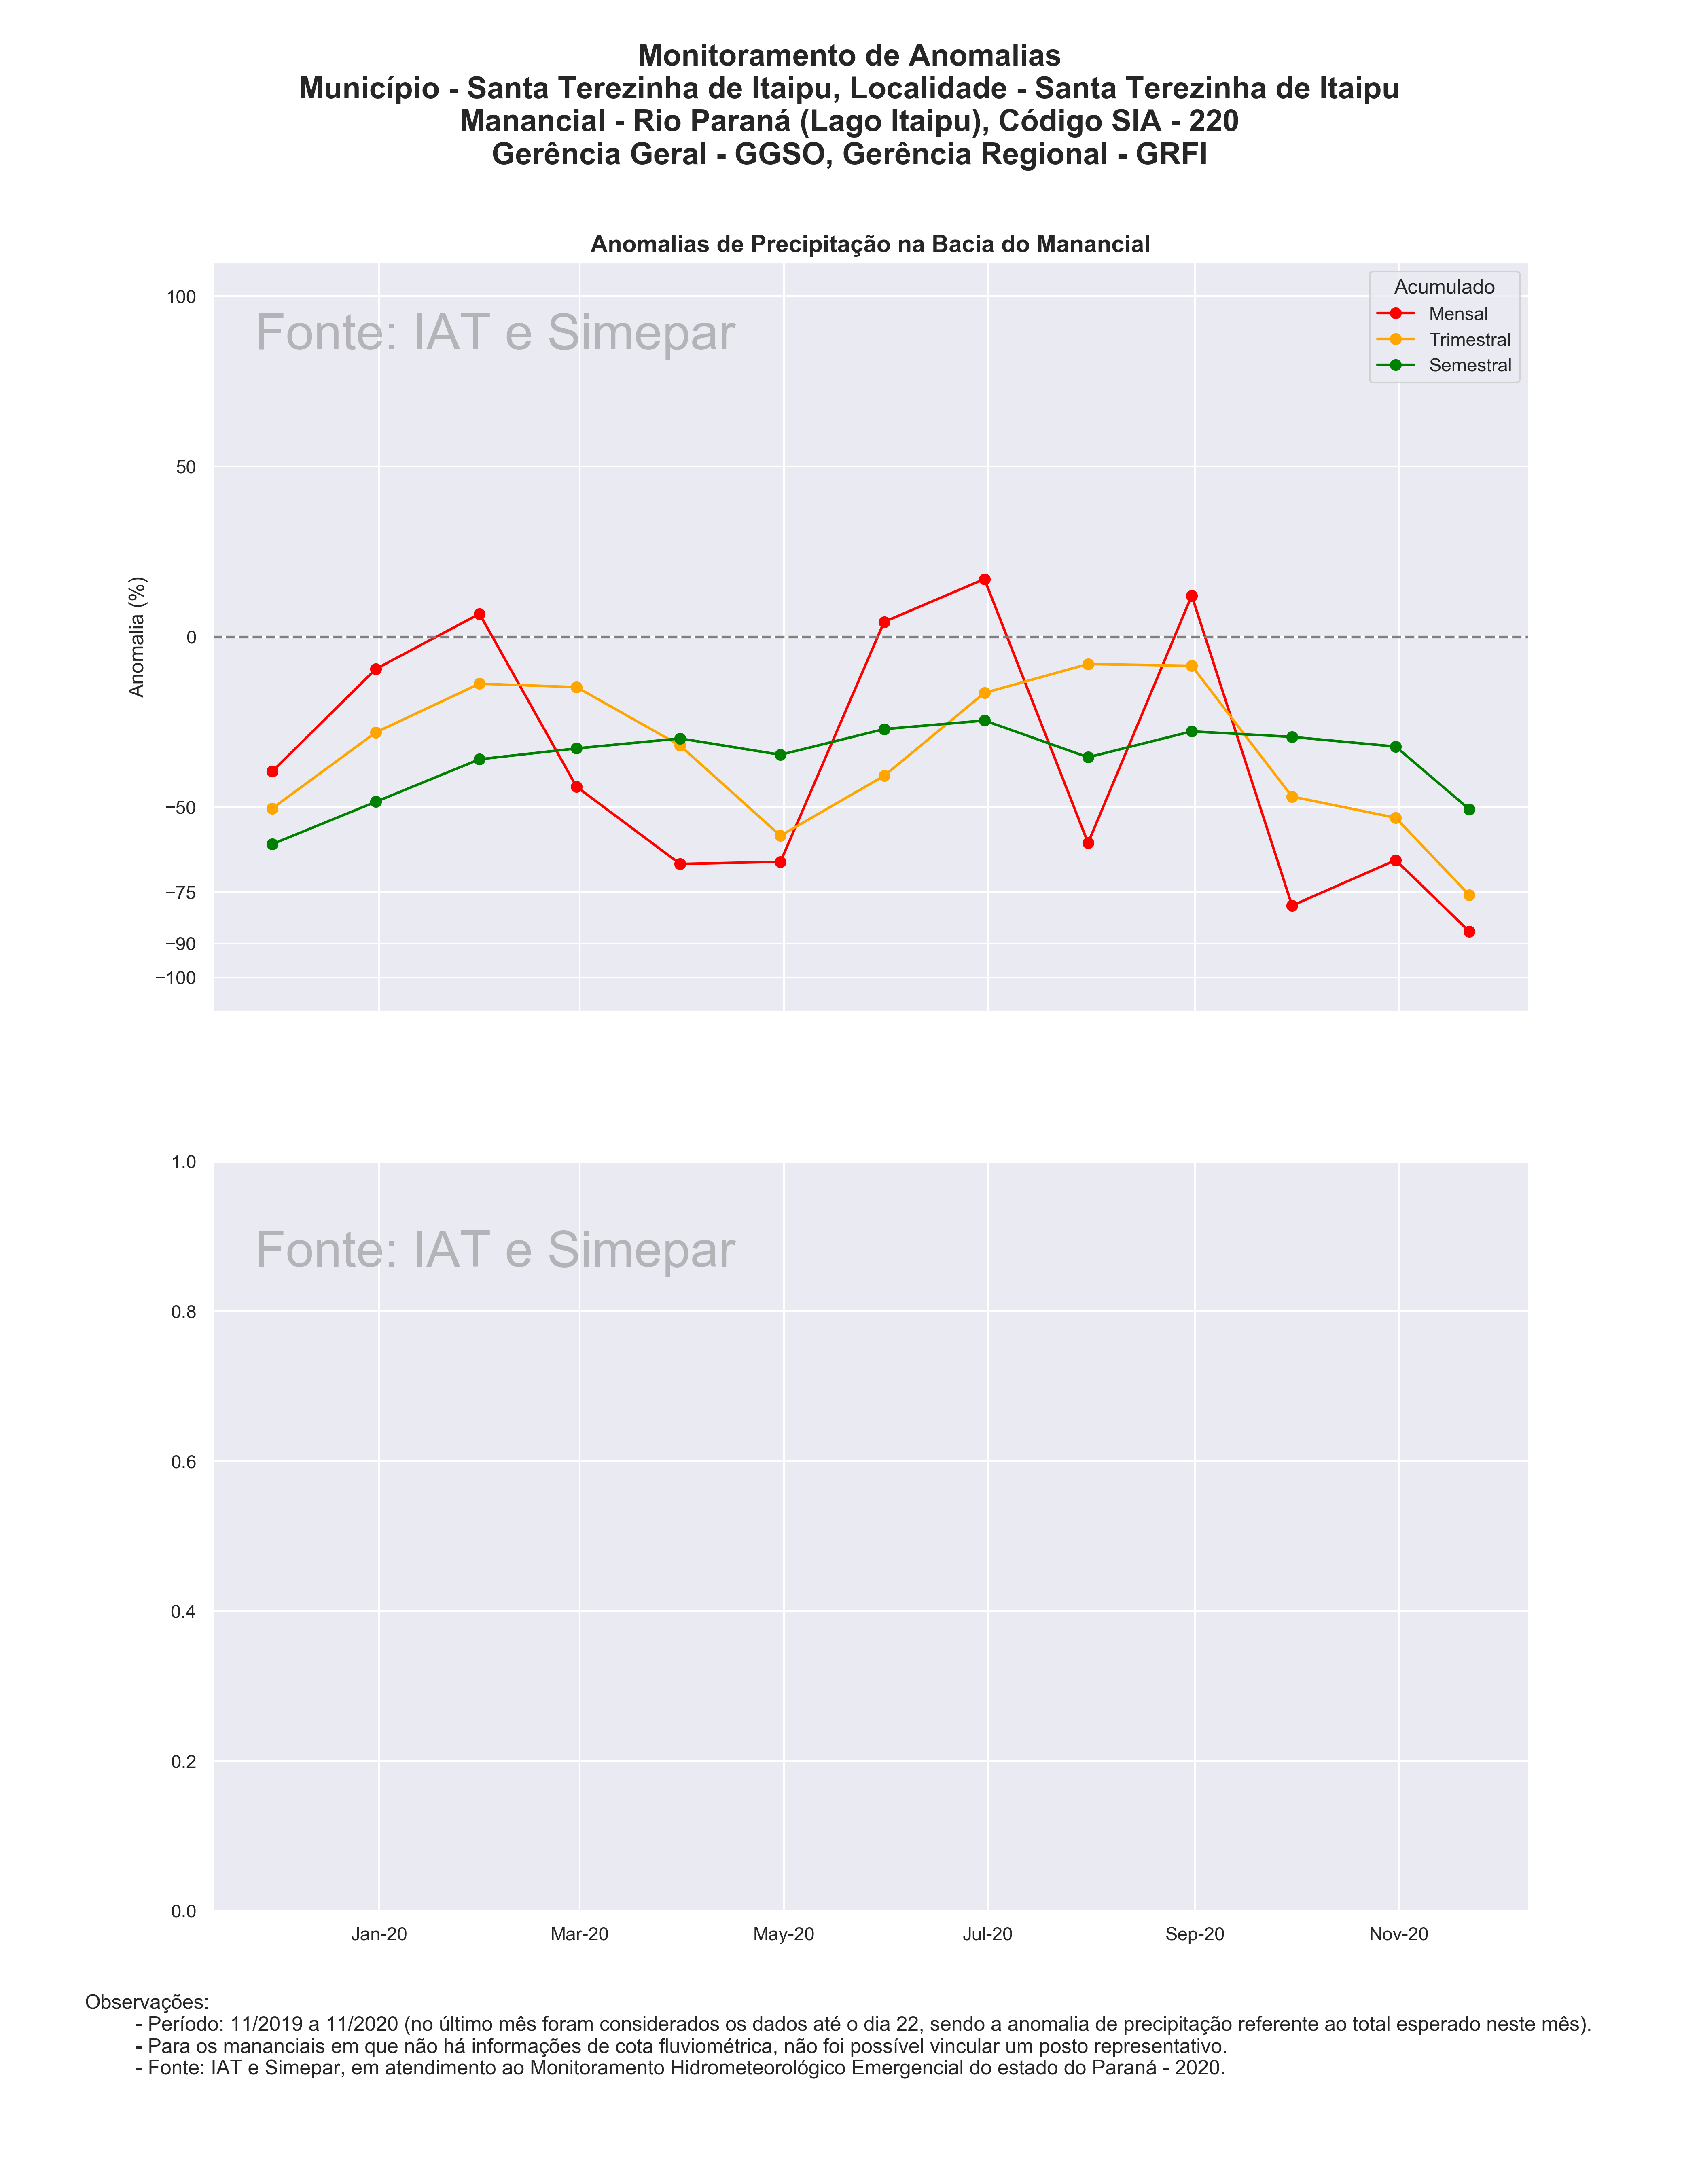 Monitoramento de Anomalias
Município - Santa Terezinha de Itaipu, Localidade - Santa Terezinha de Itaipu
Manancial - Rio Paraná (Lago Itaipu), Código SIA - 220
Gerência Geral - GGSO, Gerência Regional - GRFI
Anomalias de Precipitação na Bacia do Manancial
Fonte: IAT e Simepar
Acumulado
Mensal
Trimestral
Semestral
Anomalia (%)
100
50
0
−50
−75
−90
−100
Fonte: IAT e Simepar
1.0
0.8
0.6
0.4
0.2
0.0
Jan-20 Mar-20 May-20 Jul-20 Sep-20 Nov-20
Observações:
- Período: 11/2019 a 11/2020 (no último mês foram considerados os dados até o dia 22, sendo a anomalia de precipitação referente ao total esperado neste mês).
- Para os mananciais em que não há informações de cota fluviométrica, não foi possível vincular um posto representativo.
- Fonte: IAT e Simepar, em atendimento ao Monitoramento Hidrometeorológico Emergencial do estado do Paraná - 2020.